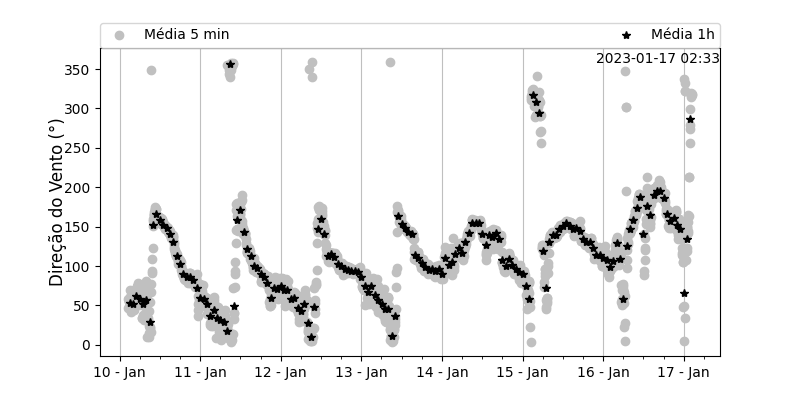 Média 5 min
Média 1h
2023-01-17 02:33
Direção do Vento (°)
350
300
250
200
150
100
50
0
10 - Jan
11 - Jan
12 - Jan
13 - Jan
14 - Jan
15 - Jan
16 - Jan
17 - Jan